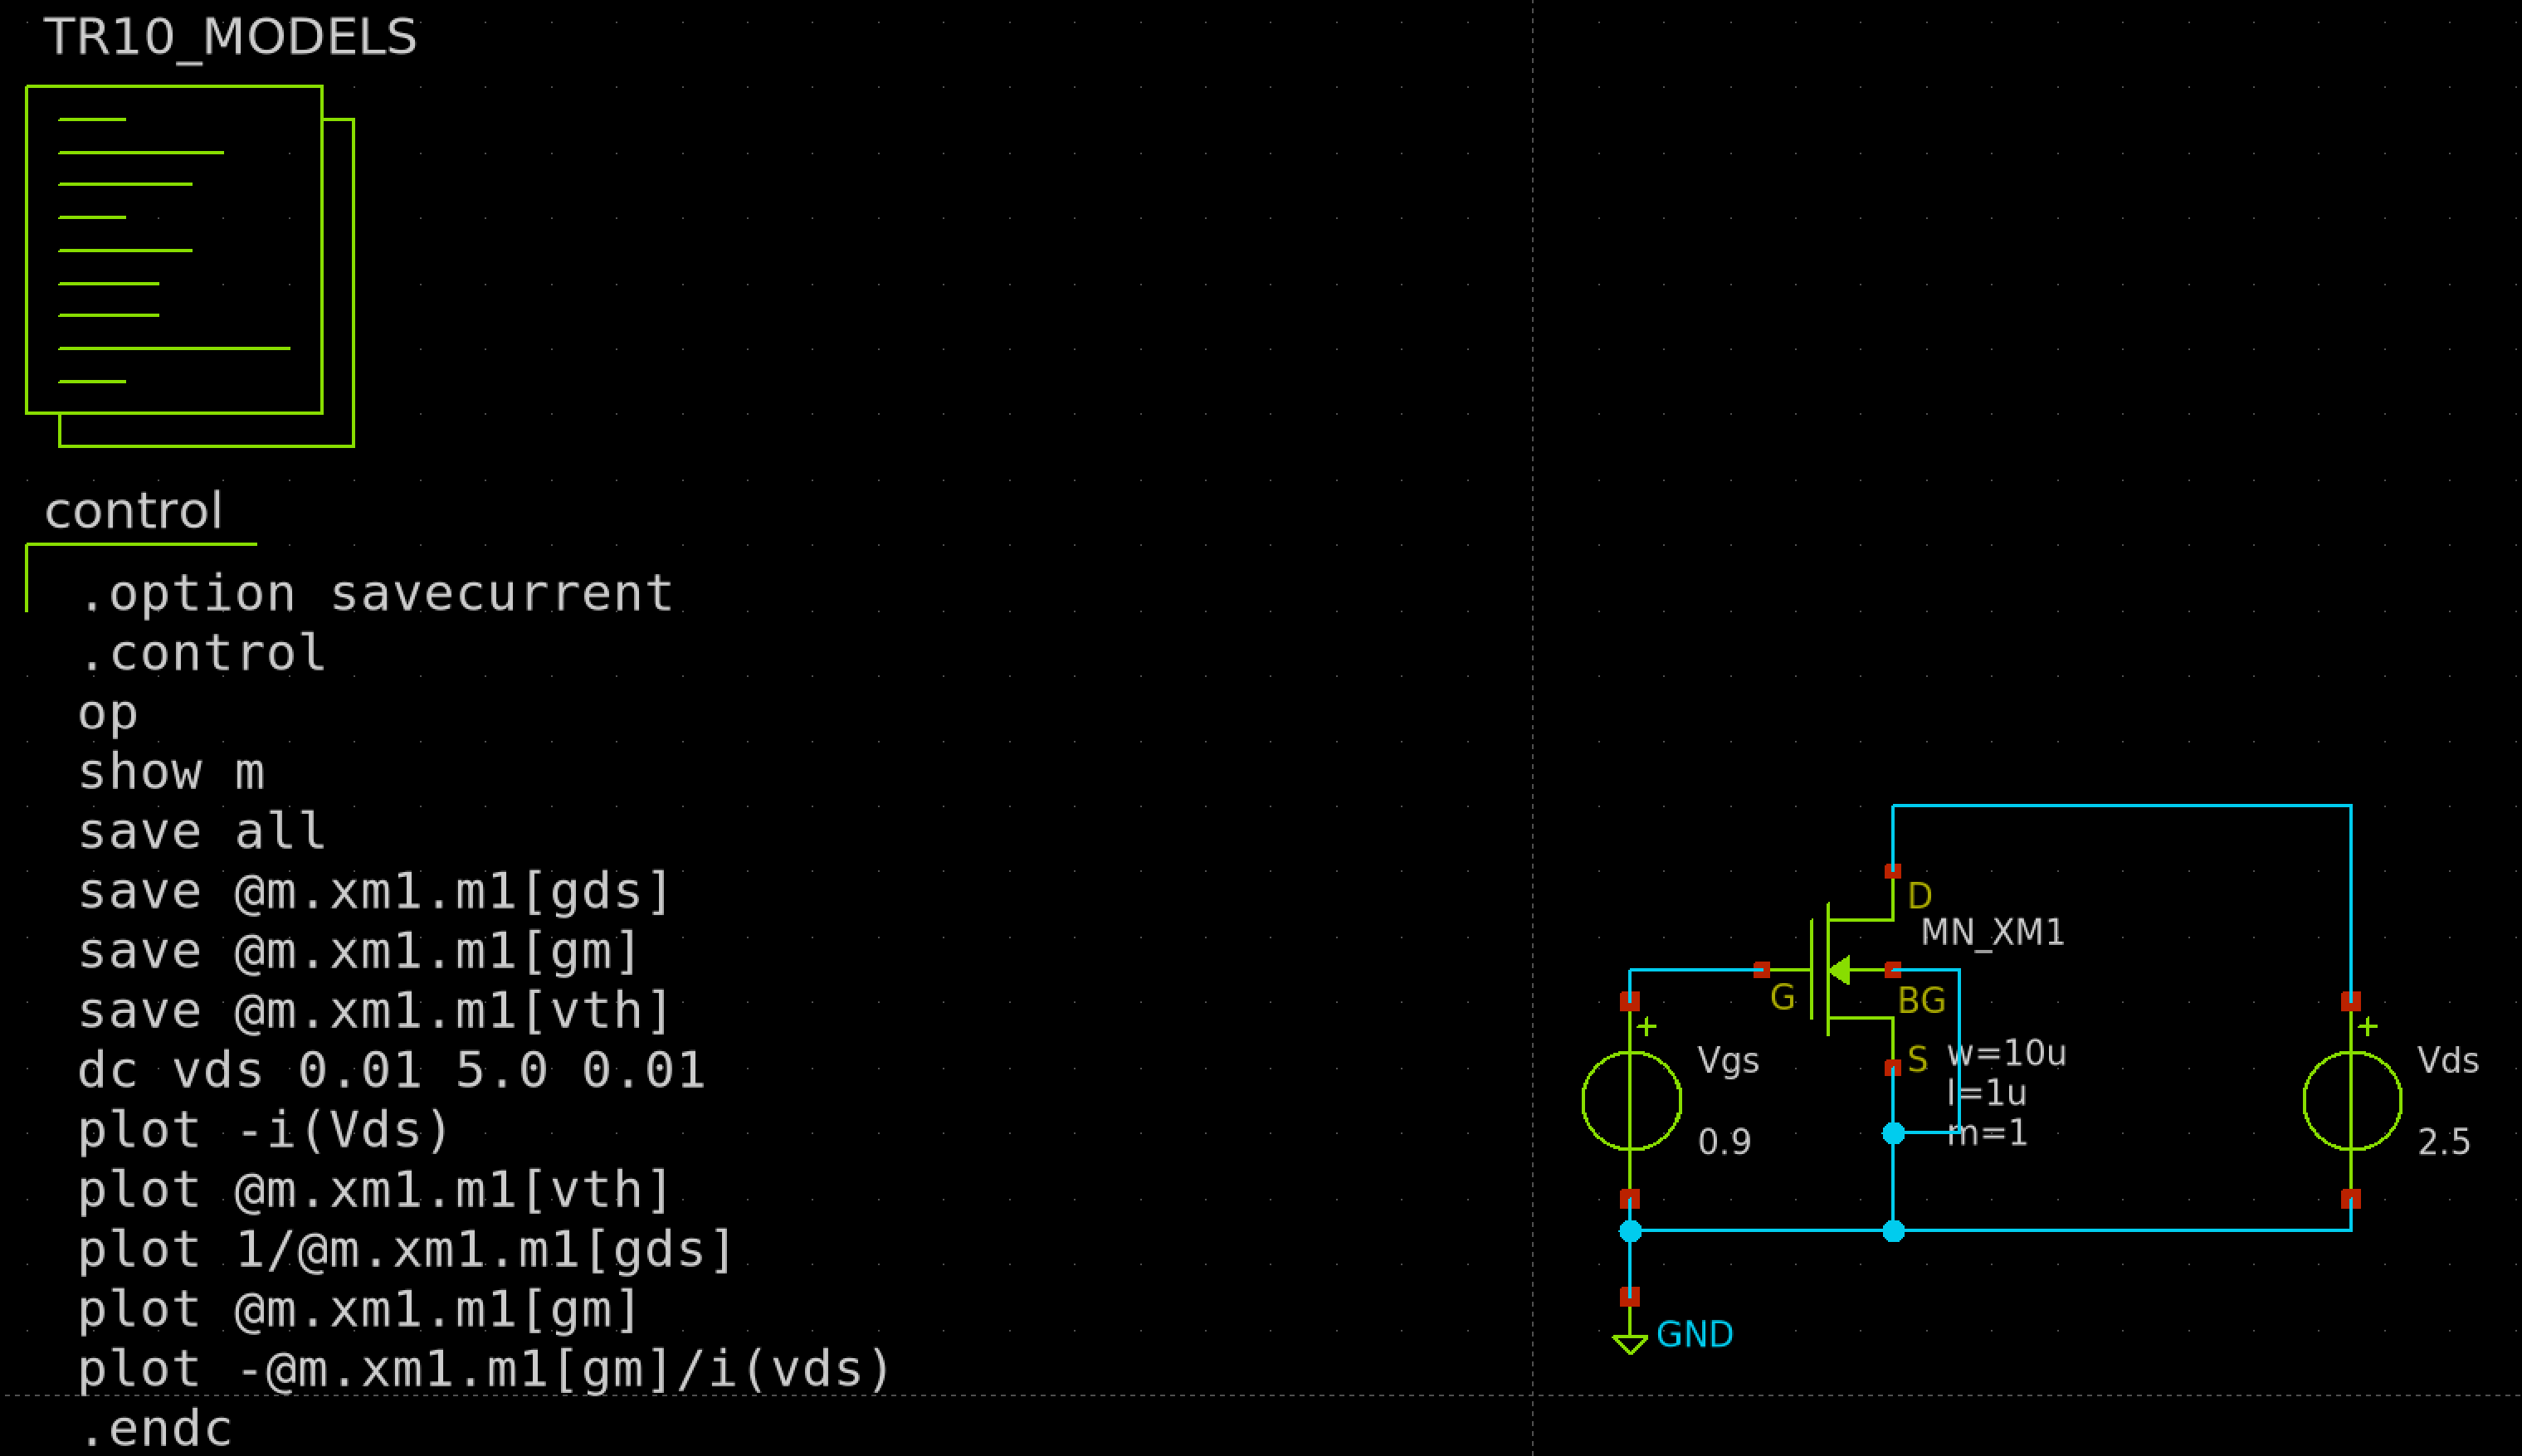 TR10_MODELS
control
.option savecurrent
.control
op
show m
save all
save @m.xm1.m1[gds]
save @m.xm1.m1[gm]
save @m.xm1.m1[vth]
dc vds 0.01 5.0 0.01
plot -i(Vds)
plot @m.xm1.m1[vth]
plot 1/@m.xm1.m1[gds]
plot @m.xm1.m1[gm]
plot -@m.xm1.m1[gm]/i(vds)
.endc
D
MN_XM1
G
BG
S
w=10u
l=1u
m=1
+
Vgs
0.9
+
Vds
2.5
GND